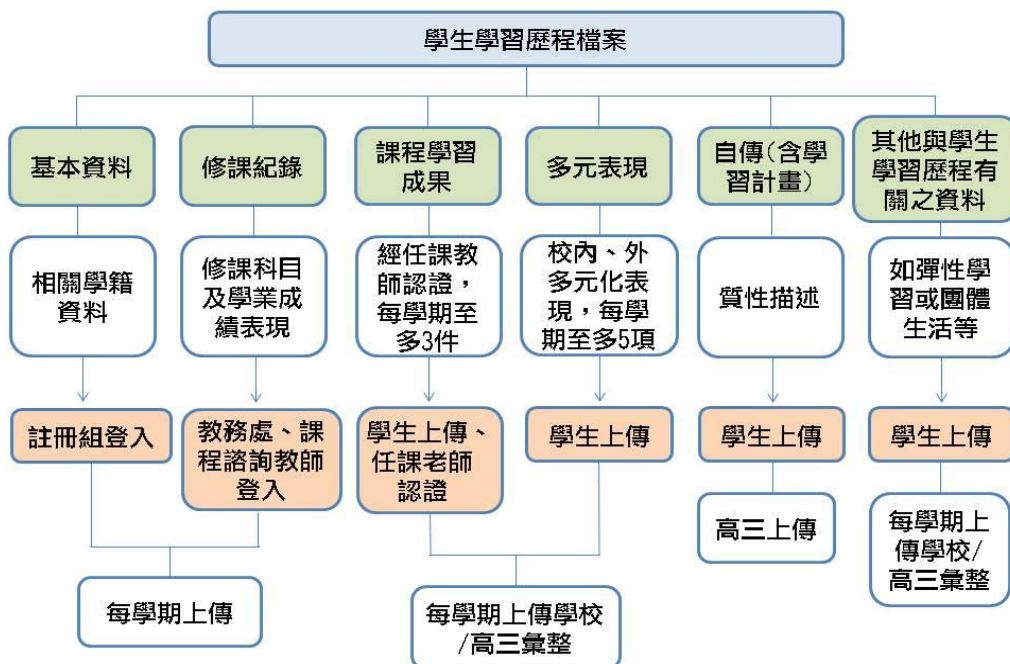 學生學習歷程檔案
基本資料
修課紀錄
課程學習
成果
多元表現
自傳(含學
習計畫)
其他與學生
學習歷程有
關之資料
相關學籍
資料
修課科目
及學業成
績表現
經任課教
師認證，
每學期至
多3件
校內、外
多元化表
現，每學
期至多5項
質性描述
如彈性學
習或團體
生活等
註冊組登入
教務處、課
程諮詢教師
登入
學生上傳、
任課老師
認證
學生上傳
學生上傳
學生上傳
每學期上傳
每學期上傳學校
/高三彙整
高三上傳
每學期上
傳學校/
高三彙整